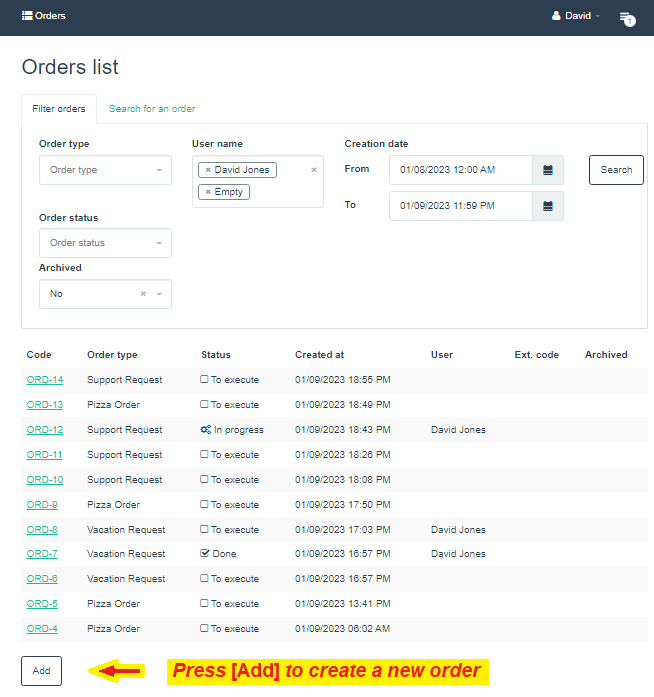 Orders David 1
Orders list
Filter orders Search for an order
Order type User name Creation date
Order type × David Jones × From 01/08/2023 12:00 AM Search
× Empty
To 01/09/2023 11:59 PM
Order status
Order status
Archived
No ×
Code Order type Status Created at User Ext. code Archived
ORD-14 Support Request To execute 01/09/2023 18:55 PM
ORD-13 Pizza Order To execute 01/09/2023 18:49 PM
ORD-12 Support Request In progress 01/09/2023 18:43 PM David Jones
ORD-11 Support Request To execute 01/09/2023 18:26 PM
ORD-10 Support Request To execute 01/09/2023 18:08 PM
ORD-9 Pizza Order To execute 01/09/2023 17:50 PM
ORD-8 Vacation Request To execute 01/09/2023 17:03 PM David Jones
ORD-7 Vacation Request Done 01/09/2023 16:57 PM David Jones
ORD-6 Vacation Request To execute 01/09/2023 16:57 PM
ORD-5 Pizza Order To execute 01/09/2023 13:41 PM
ORD-4 Pizza Order To execute 01/09/2023 06:02 AM
Add Press [Add] to create a new order